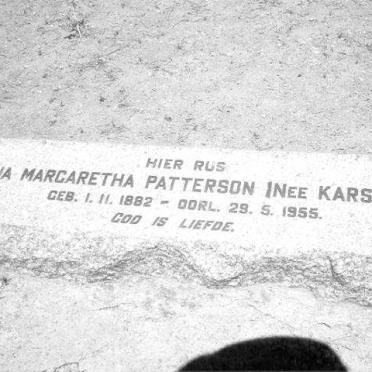 HIER RUS
MARGARETHA PATTERSON (NEE
GEB. 1. 11. 1882 – OORL. 29. 5. 1955.
GOD IS LIEFDE.